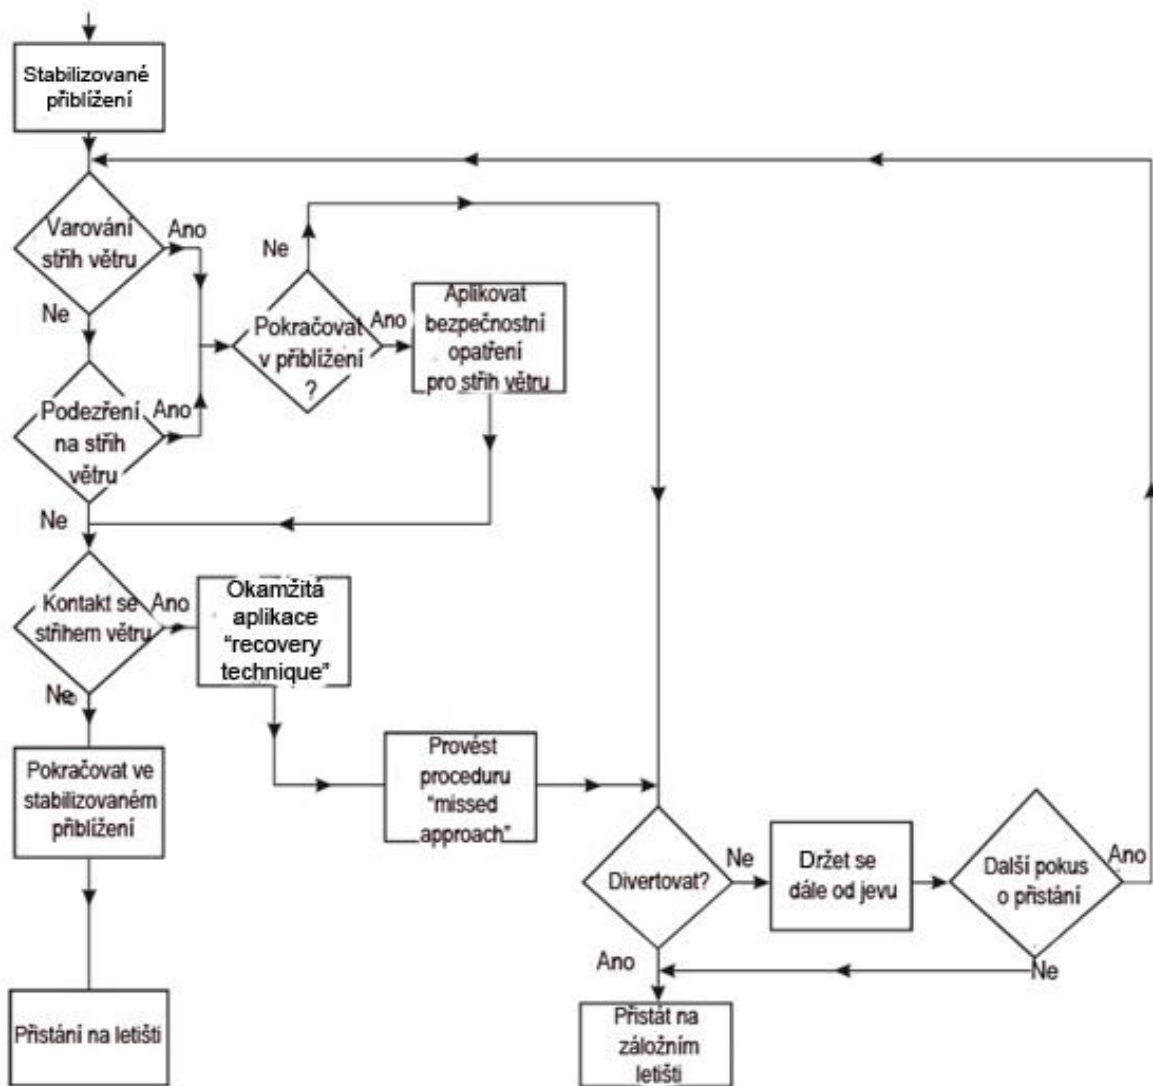 Stabilizované
přiblížení
Varování
střih větru
Ano
Ne
Podezření
na střih
větru
Ano
Ne
Pokračovat
v přiblížení
?
Ne
Ano
Aplikovat
bezpečnostní
opatření
pro střih větru
Kontakt se
střihem větru
Ano
Ne
Okamžitá
aplikace
“recovery
technique”
Pokračovat ve
stabilizovaném
přiblížení
Provést
proceduru
“missed
approach”
Divertovat?
Ne
Ano
Držet se
dále od jevu
Další pokus
o přistání
Ano
Ne
Přistání na letišti
Přistát na
záložním
letišti